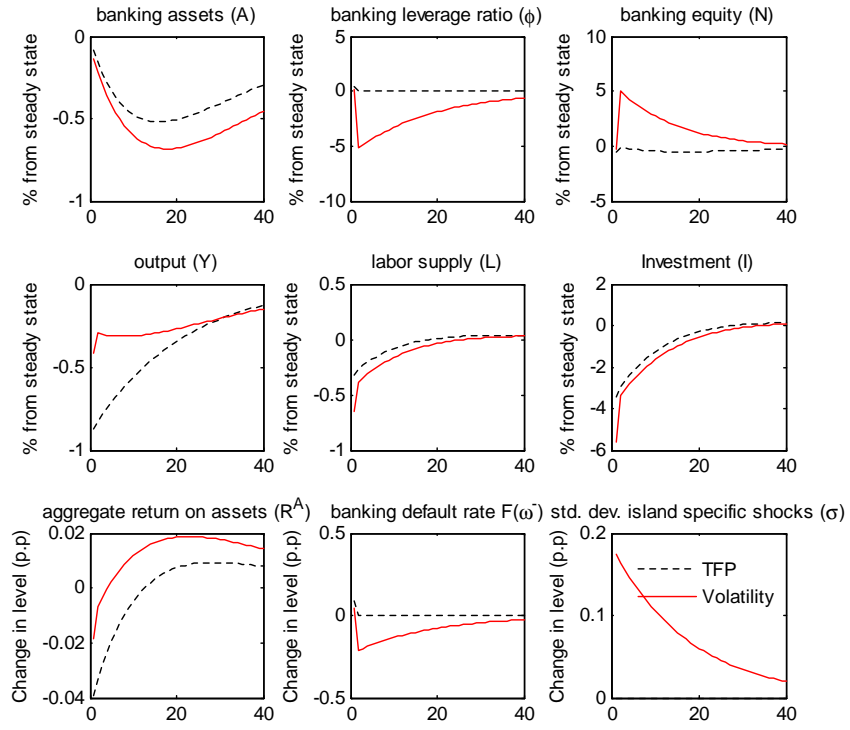 banking assets (A) banking leverage ratio (ϕ) banking equity (N)
% from steady state % from steady state % from steady state
0 5 10
-0.5 0 5
-1 -5 0
-10 -5
0 20 40 0 20 40 0 20 40
output (Y) labor supply (L) Investment (I)
% from steady state % from steady state % from steady state
0 0.5 2
-0.5 0 0
-1 -0.5 -2
-1 -4
-6
0 20 40 0 20 40 0 20 40
aggregate return on assets (R^A) banking default rate F(ω¯) std. dev. island specific shocks (σ)
Change in level (p.p) Change in level (p.p) Change in level (p.p)
0.02 0.5 0.2
0 0 0.1
-0.02 -0.5 0
-0.04
TFP
Volatility
0 20 40 0 20 40 0 20 40